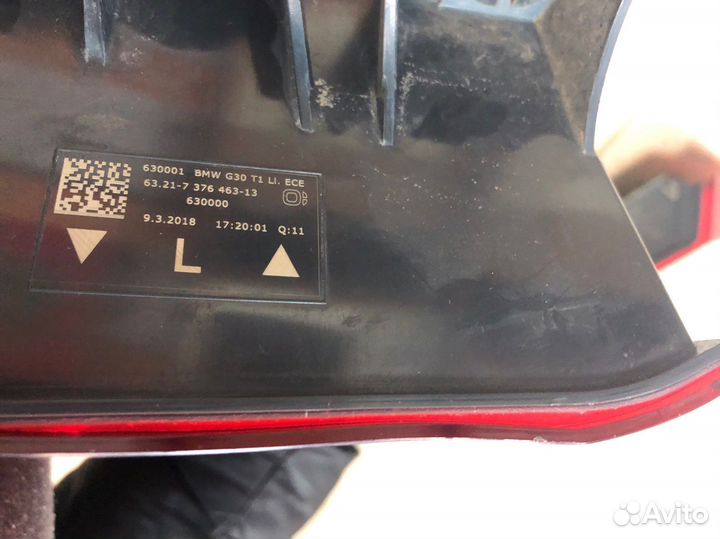 630001 BMW G30 T1 Li. ECE
63.21-7 376 463-13
630000
9.3.2018 17:20:01 Q:11
L
Avito